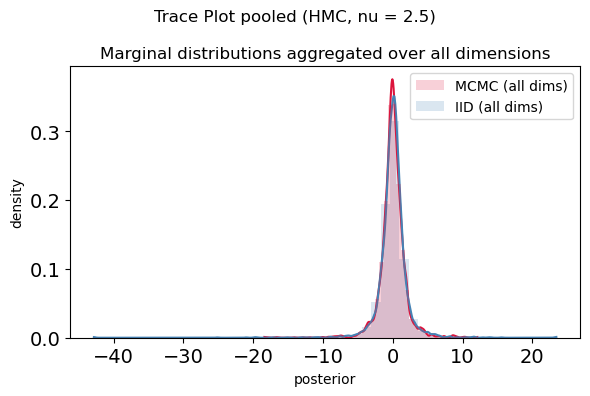 Trace Plot pooled (HMC, nu = 2.5)
Marginal distributions aggregated over all dimensions
MCMC (all dims)
IID (all dims)
density
0.3
0.2
0.1
0.0
−40
−30
−20
−10
0
10
20
posterior